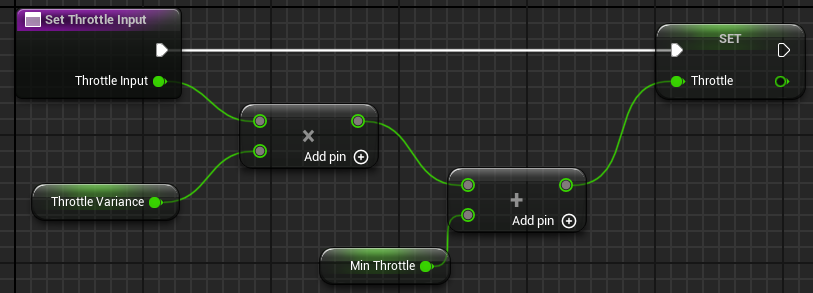 Set Throttle Input
SET
Throttle Input
Throttle
×
Add pin
Throttle Variance
+
Add pin
Min Throttle